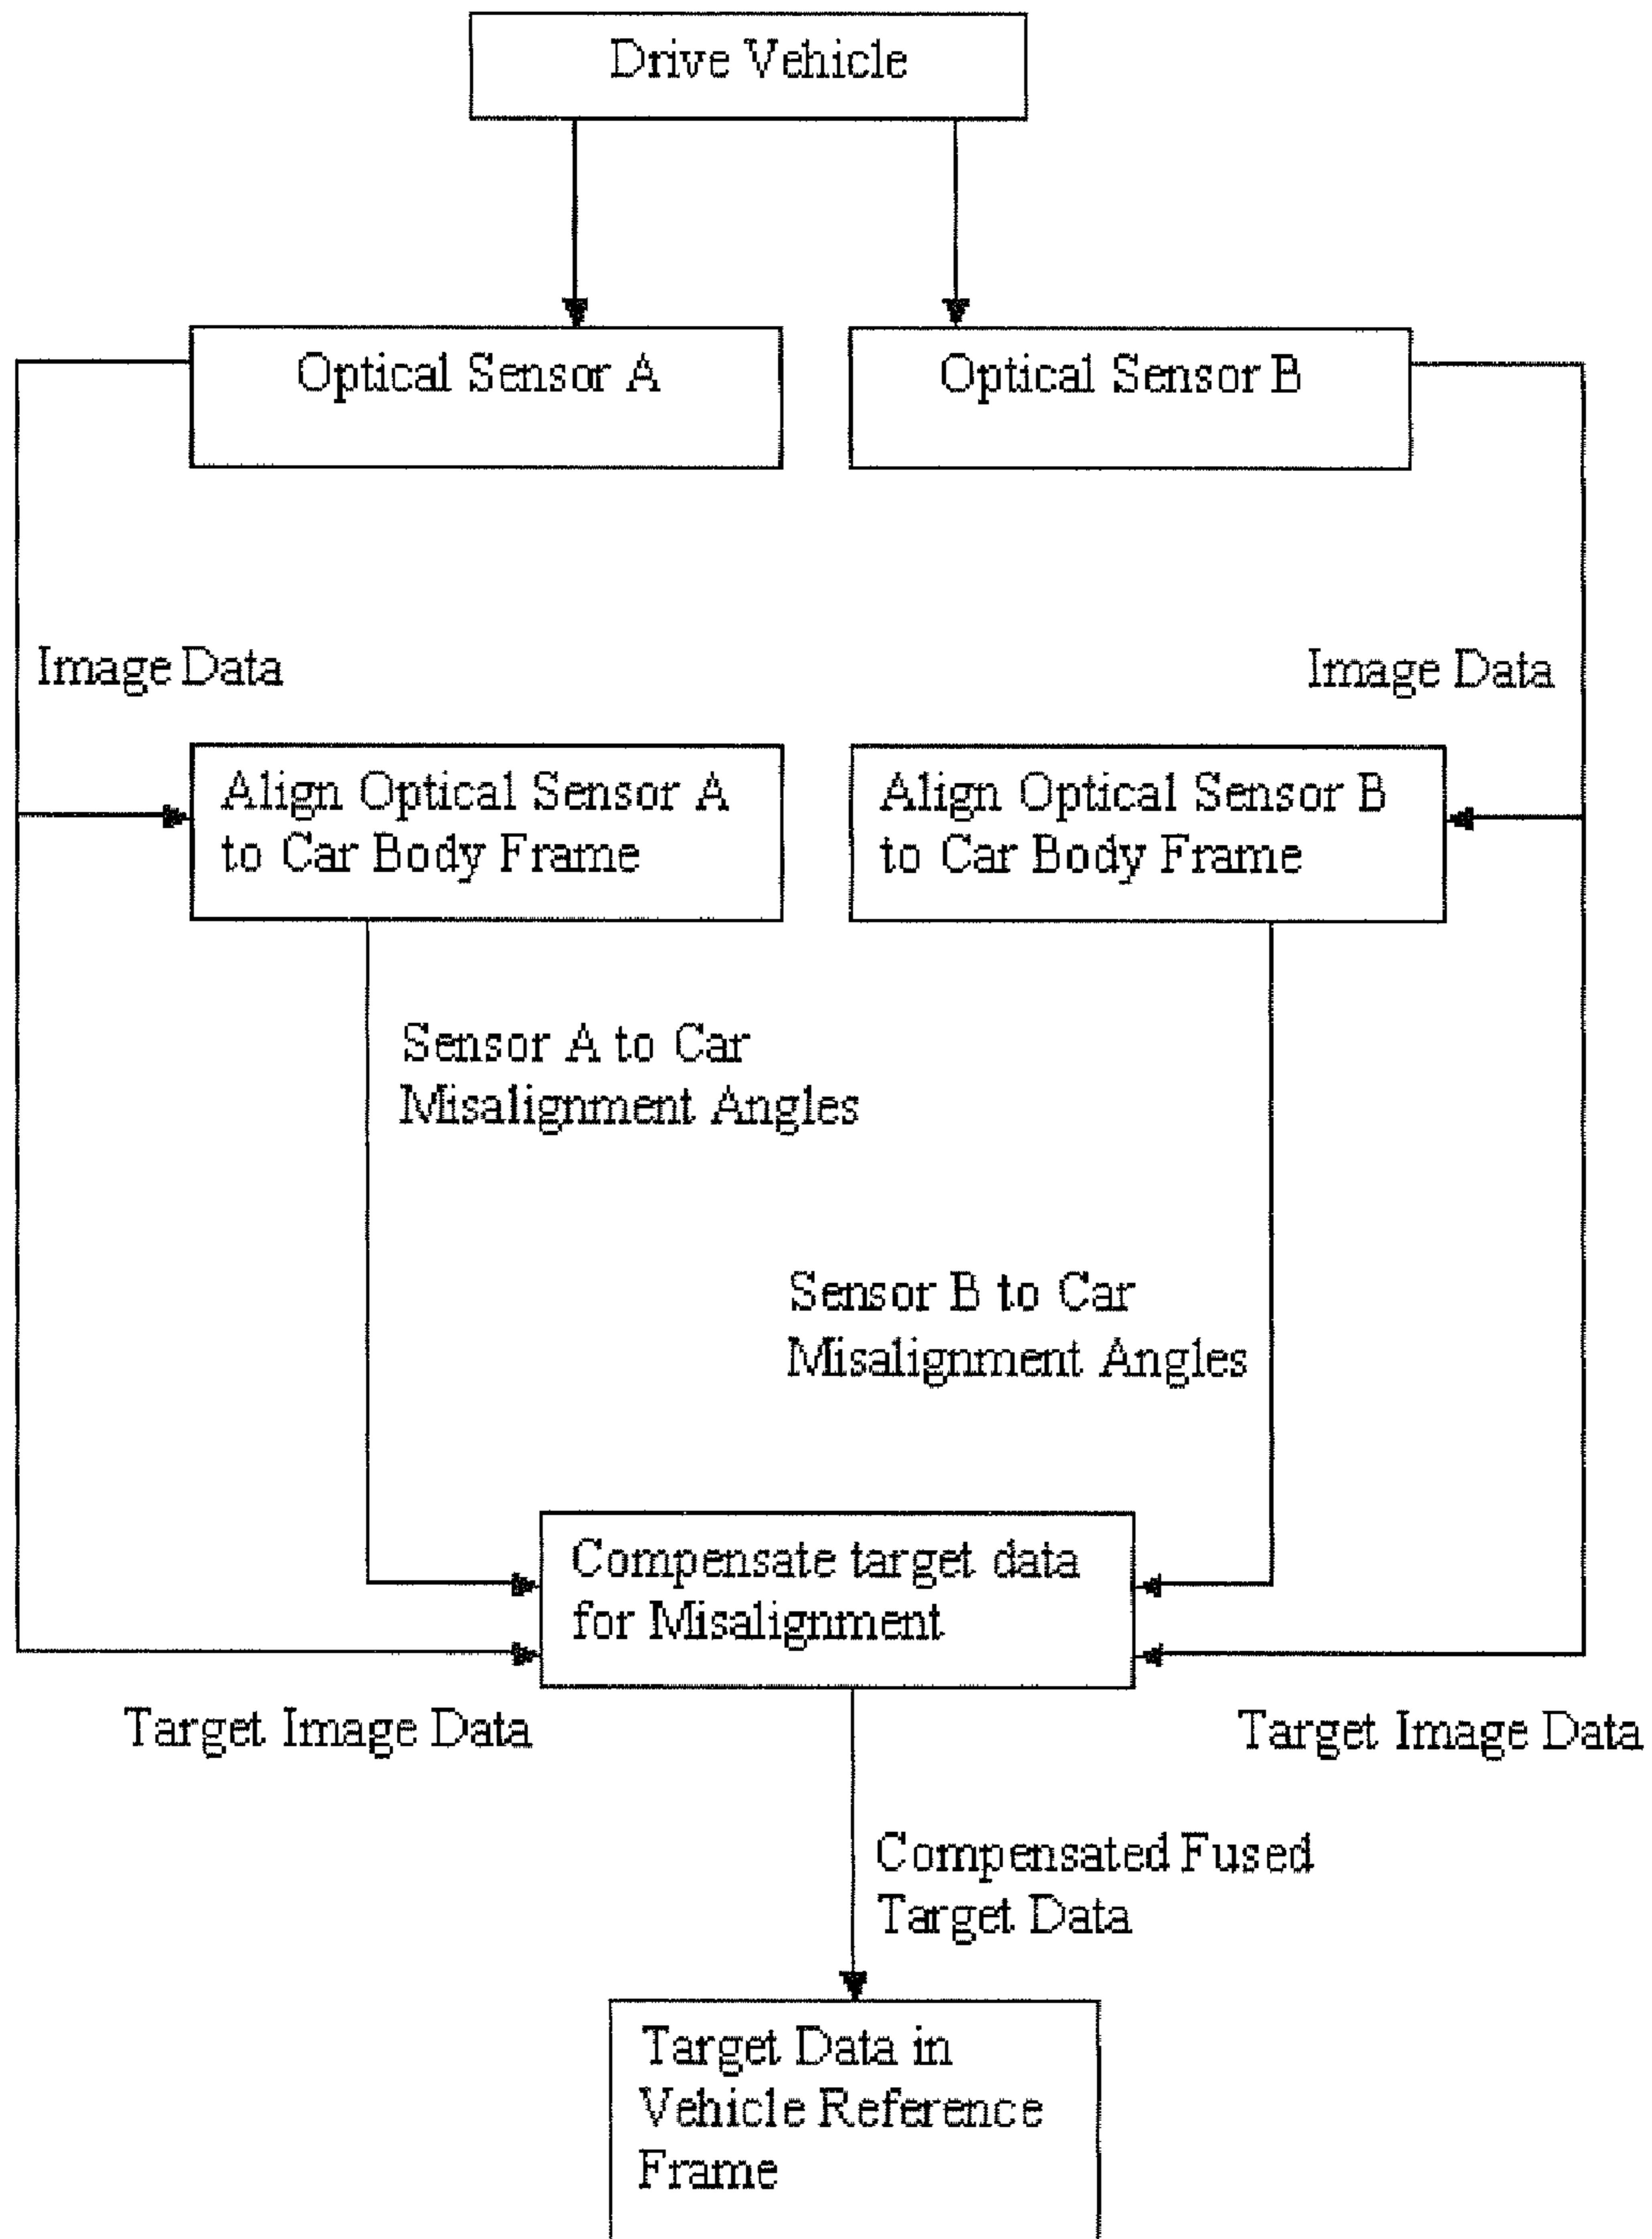 Drive Vehicle
Optical Sensor A
Optical Sensor B
Image Data
Image Data
Align Optical Sensor A
to Car Body Frame
Align Optical Sensor B
to Car Body Frame
Sensor A to Car
Misalignment Angles
Sensor B to Car
Misalignment Angles
Compensate target data
for Misalignment
Target Image Data
Target Image Data
Compensated Fused
Target Data
Target Data in
Vehicle Reference
Frame